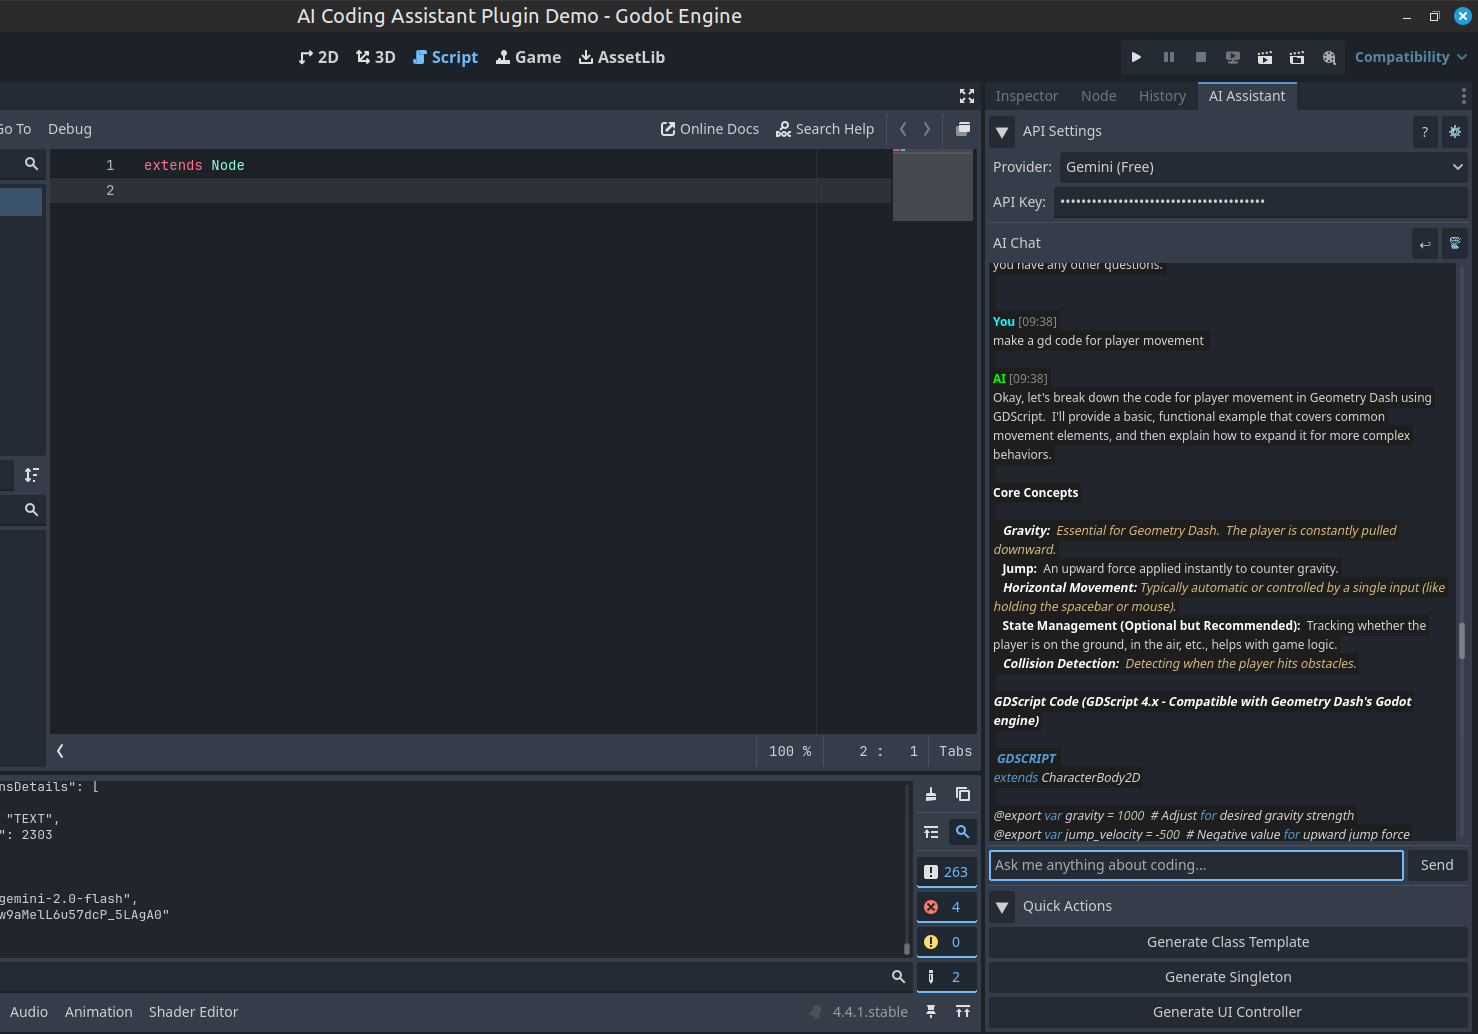 AI Coding Assistant Plugin Demo - Godot Engine
2D 3D Script Game AssetLib
Compatibility
Inspector Node History AI Assistant
Go To Debug
Online Docs Search Help
API Settings
?
Provider: Gemini (Free)
API Key: •••••••••••••••••••••••••••••••••••••••
1 extends Node
2
100 % 2 : 1 Tabs
AI Chat
you have any other questions.
You [09:38]
make a gd code for player movement
AI [09:38]
Okay, let's break down the code for player movement in Geometry Dash using
GDScript. I'll provide a basic, functional example that covers common
movement elements, and then explain how to expand it for more complex
behaviors.
Core Concepts
Gravity: Essential for Geometry Dash. The player is constantly pulled
downward.
Jump: An upward force applied instantly to counter gravity.
Horizontal Movement: Typically automatic or controlled by a single input (like
holding the spacebar or mouse).
State Management (Optional but Recommended): Tracking whether the
player is on the ground, in the air, etc., helps with game logic.
Collision Detection: Detecting when the player hits obstacles.
GDScript Code (GDScript 4.x - Compatible with Geometry Dash's Godot
engine)
GDSCRIPT
extends CharacterBody2D
@export var gravity = 1000 # Adjust for desired gravity strength
@export var jump_velocity = -500 # Negative value for upward jump force
Ask me anything about coding...
Send
Quick Actions
Generate Class Template
Generate Singleton
Generate UI Controller
nsDetails": [
"TEXT",
": 2303
gemini-2.0-flash",
w9aMelL6u57dcP_5LAgA0"
263
4
0
2
Audio Animation Shader Editor
4.4.1.stable